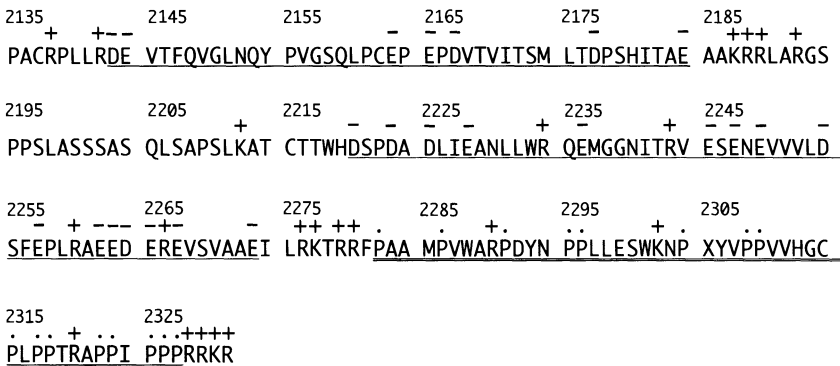 2135 2145 2155 2165 2175 2185
+ +-- - - - - - +++ +
PACRPLLRDE VTFQVGLNQY PVGSQLPCEP EPDVTVITSM LTDPSHITAE AAKRRLARGS
2195 2205 2215 2225 2235 2245
+ - - - - + - + - - - -
PPSLASSSAS QLSAPSLKAT CTTWHDSPDA DLIEANLLWR QEMGGNITRV ESENEVVVLD
2255 2265 2275 2285 2295 2305
- + --- -+- - ++ ++ . . +. .. + . ..
SFEPLRAEED EREVSVAAEI LRKTRRFPAA MPVWARPDYN PPLLESWKNP XYVPPVVHGC
2315 2325
. .. + .. ...++++
PLPPTRAPPI PPPRRKR